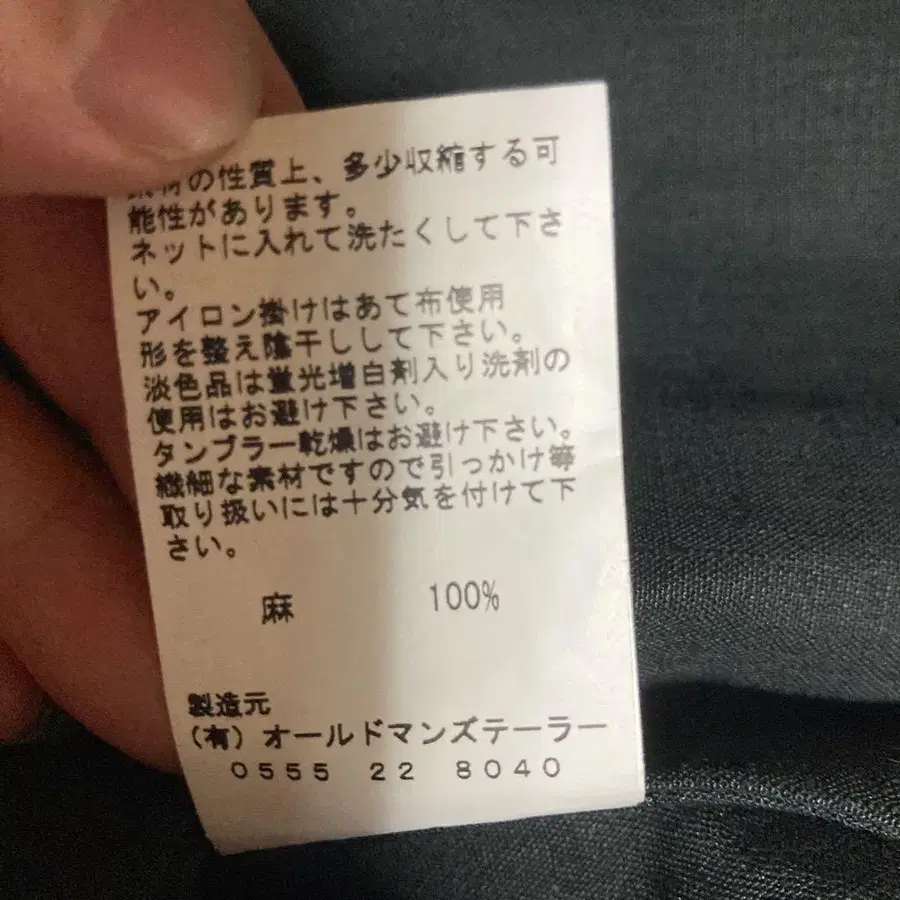 の性質上、多少収縮する可
能性があります。
ネットに入れて洗たくして下さ
い。
アイロン掛けはあて布使用
形を整え陰干しして下さい。
淡色品は蛍光増白剤入り洗剤の
使用はお避け下さい。
タンブラー乾燥はお避け下さい。
繊細な素材ですので引っかけ等
取り扱いには十分気を付けて下
さい。
麻 100%
製造元
(有)オールドマンズテーラー
0555 22 8040